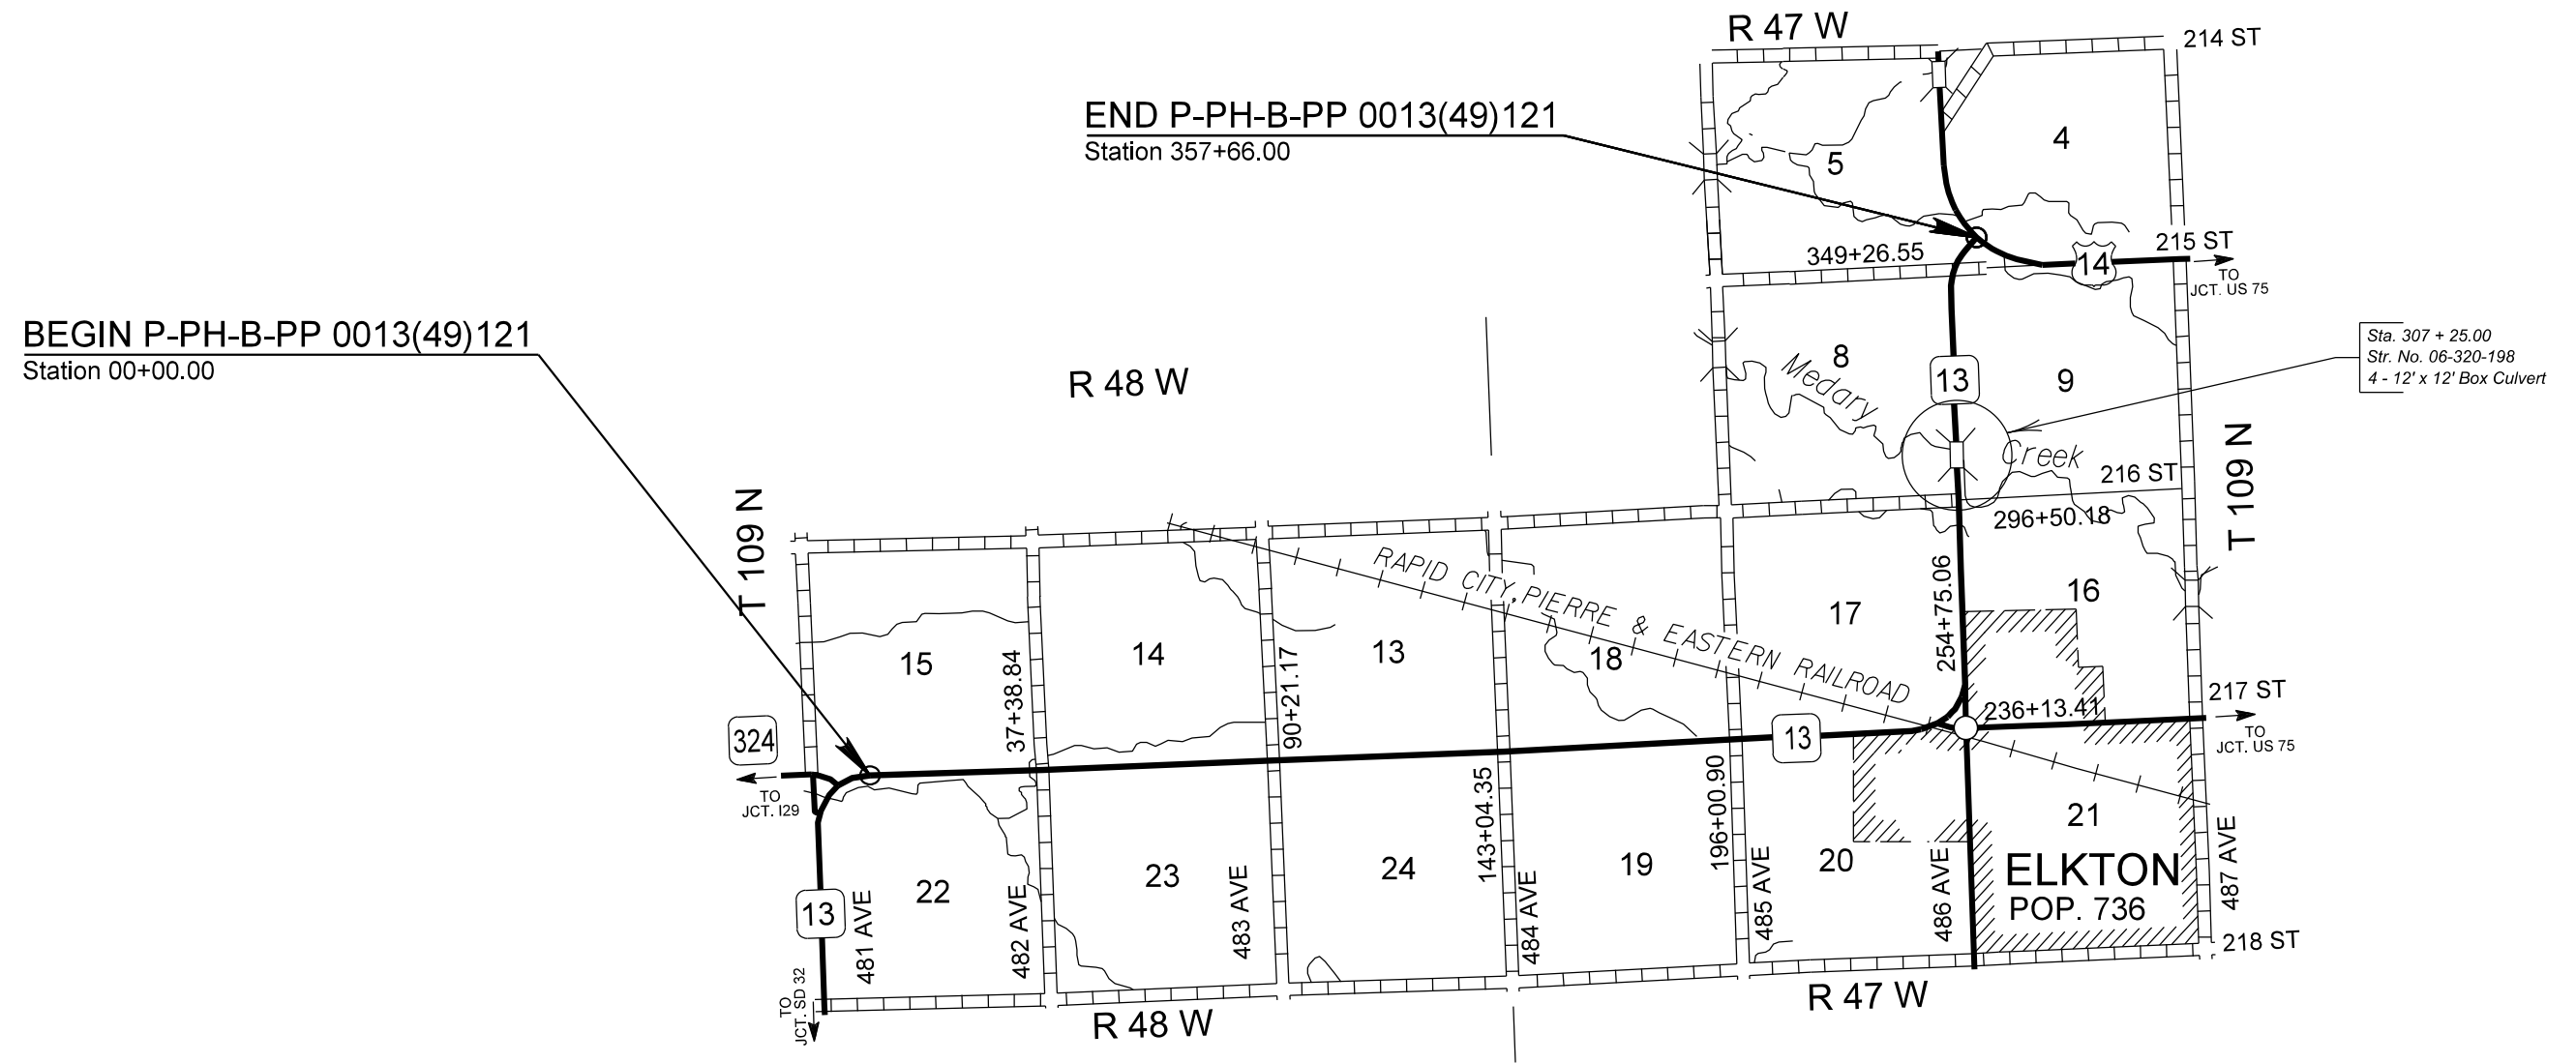 R 47 W
214 ST
END P-PH-B-PP 0013(49)121
Station 357+66.00
5
4
215 ST
349+26.55
14
TO
JCT. US 75
BEGIN P-PH-B-PP 0013(49)121
Station 00+00.00
R 48 W
8
Medary
13
9
Sta. 307 + 25.00
Str. No. 06-320-198
4 - 12' x 12' Box Culvert
Creek
216 ST
T 109 N
T 109 N
296+50.18
RAPID CITY, PIERRE & EASTERN RAILROAD
254+75.06
16
17
15
14
13
18
37+38.84
90+21.17
217 ST
236+13.41
324
13
TO
JCT. US 75
TO
JCT. I29
143+04.35
196+00.90
21
22
23
24
19
20
ELKTON
POP. 736
13
481 AVE
482 AVE
483 AVE
484 AVE
485 AVE
486 AVE
487 AVE
218 ST
TO
JCT. SD 32
R 48 W
R 47 W